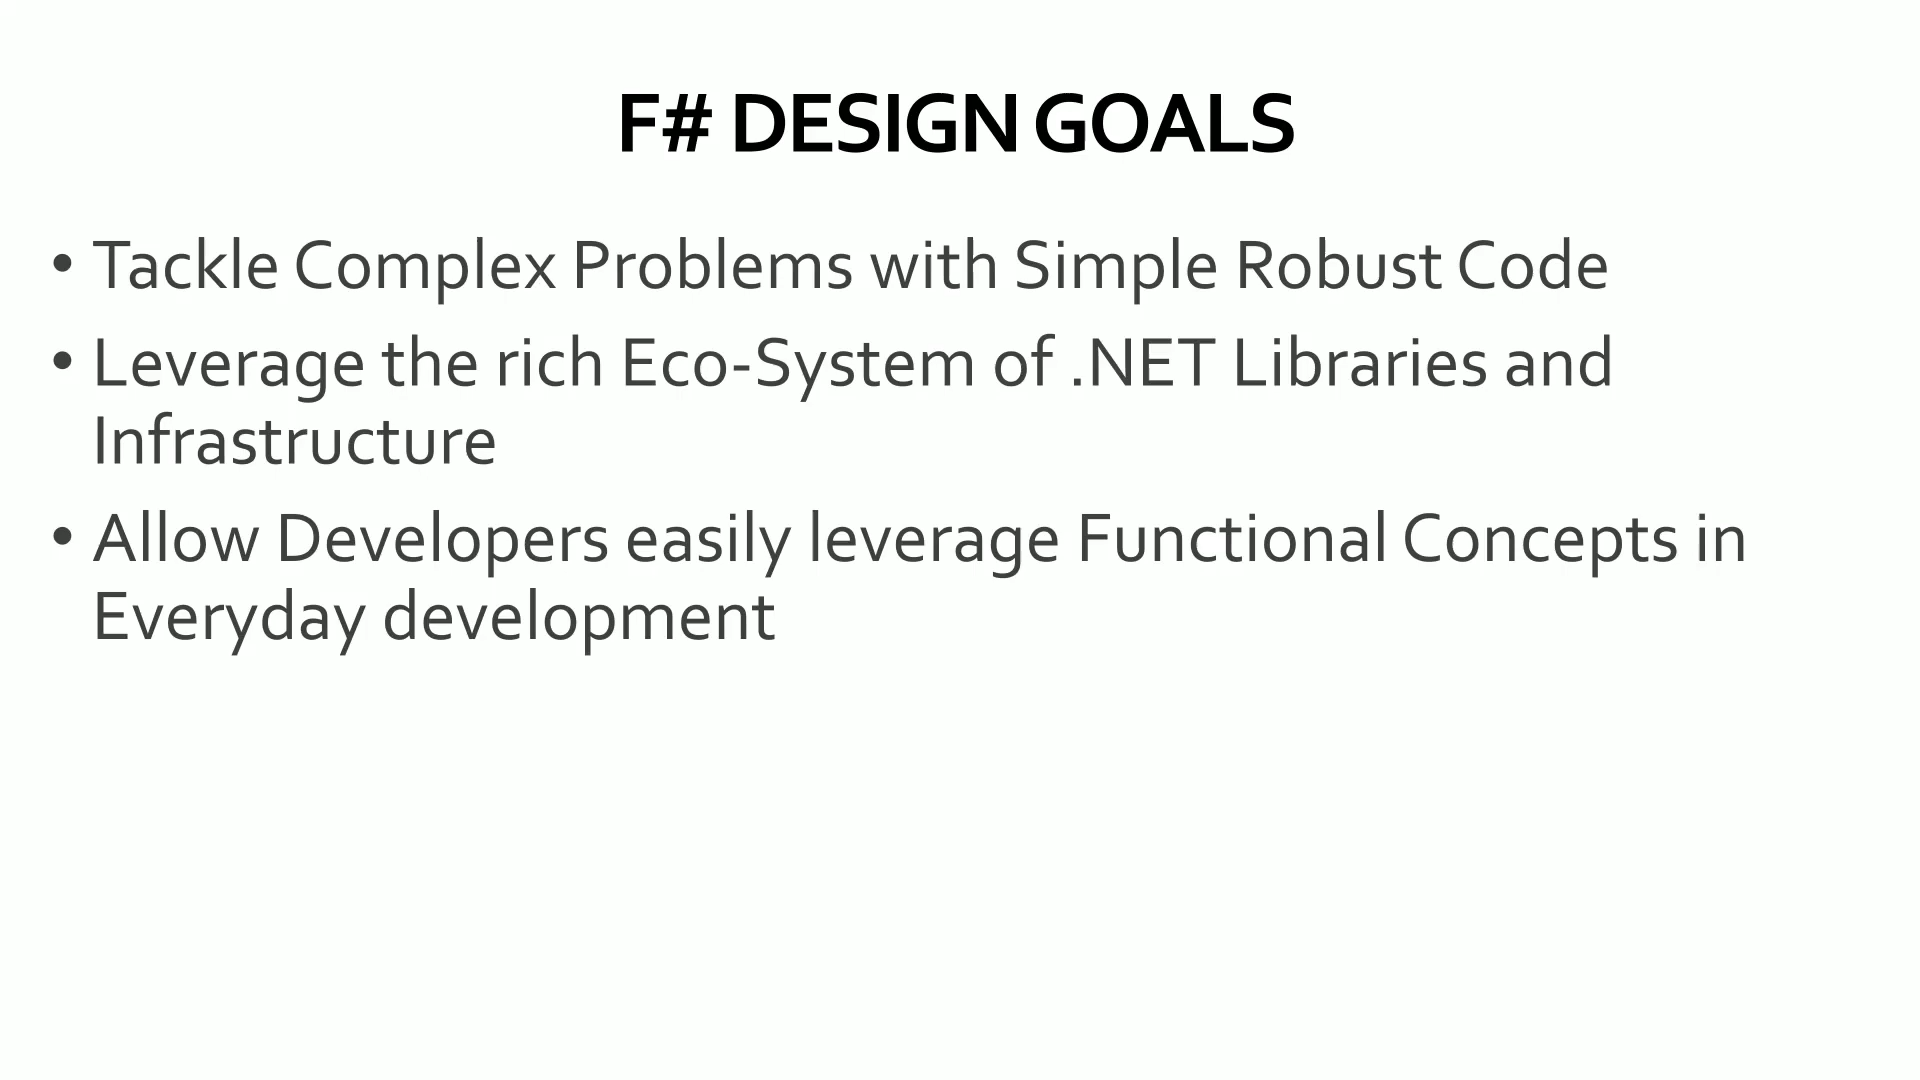 F# DESIGN GOALS
• Tackle Complex Problems with Simple Robust Code
• Leverage the rich Eco-System of .NET Libraries and
Infrastructure
• Allow Developers easily leverage Functional Concepts in
Everyday development